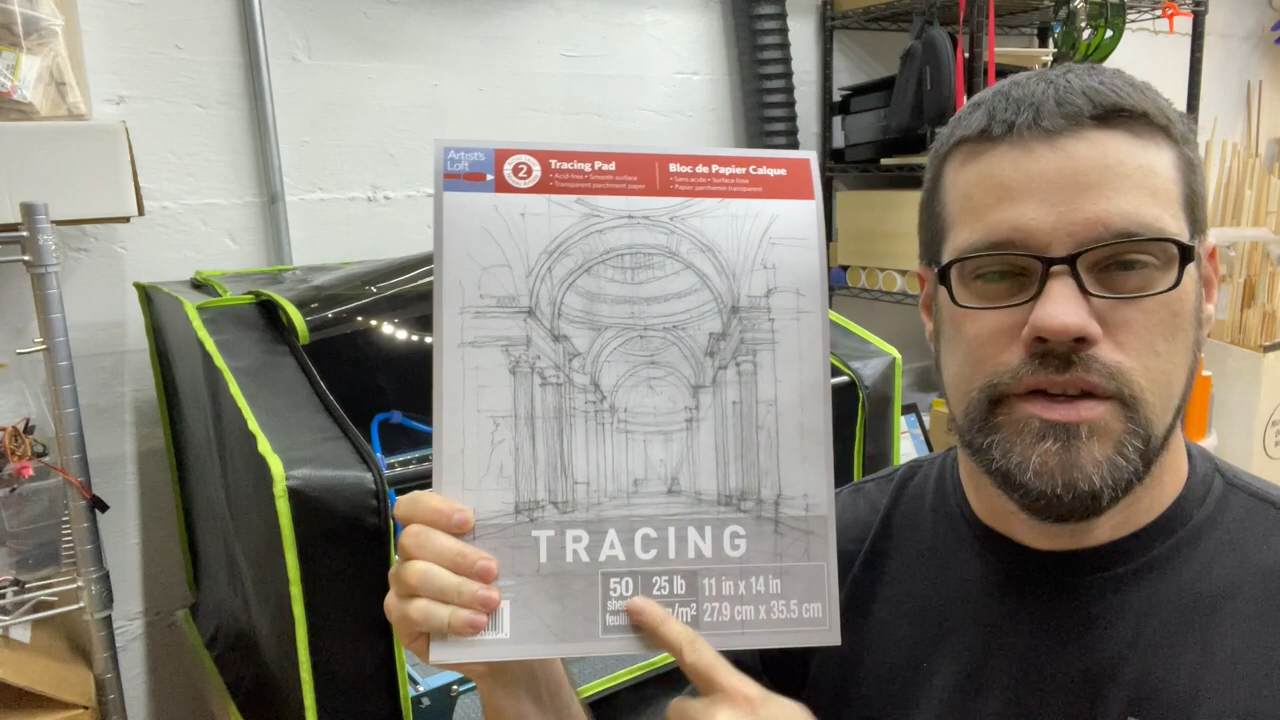 Artist's
Loft
2
Tracing Pad
• Acid-free • Smooth surface
• Transparent parchment paper
Bloc de Papier Calque
• Sans acide • Surface lisse
• Papier parchemin transparent
TRACING
50
25 lb
11 in x 14 in
27.9 cm x 35.5 cm